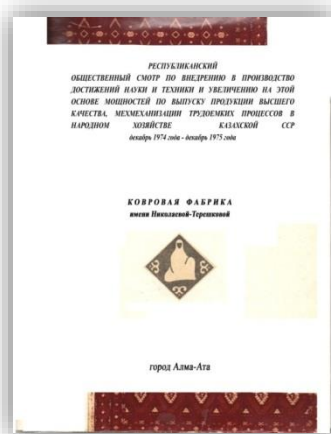 РЕСПУБЛИКАНСКИЙ
ОБЩЕСТВЕННЫЙ СМОТР ПО ВНЕДРЕНИЮ В ПРОИЗВОДСТВО
ДОСТИЖЕНИЙ НАУКИ И ТЕХНИКИ И УВЕЛИЧЕНИЮ НА ЭТОЙ
ОСНОВЕ МОЩНОСТЕЙ ПО ВЫПУСКУ ПРОДУКЦИИ ВЫСШЕГО
КАЧЕСТВА, МЕХМЕХАНИЗАЦИИ ТРУДОЕМКИХ ПРОЦЕССОВ В
НАРОДНОМ ХОЗЯЙСТВЕ КАЗАХСКОЙ ССР
декабрь 1974 года - декабрь 1975 года
КОВРОВАЯ ФАБРИКА
имени Николаевой-Терешковой
город Алма-Ата